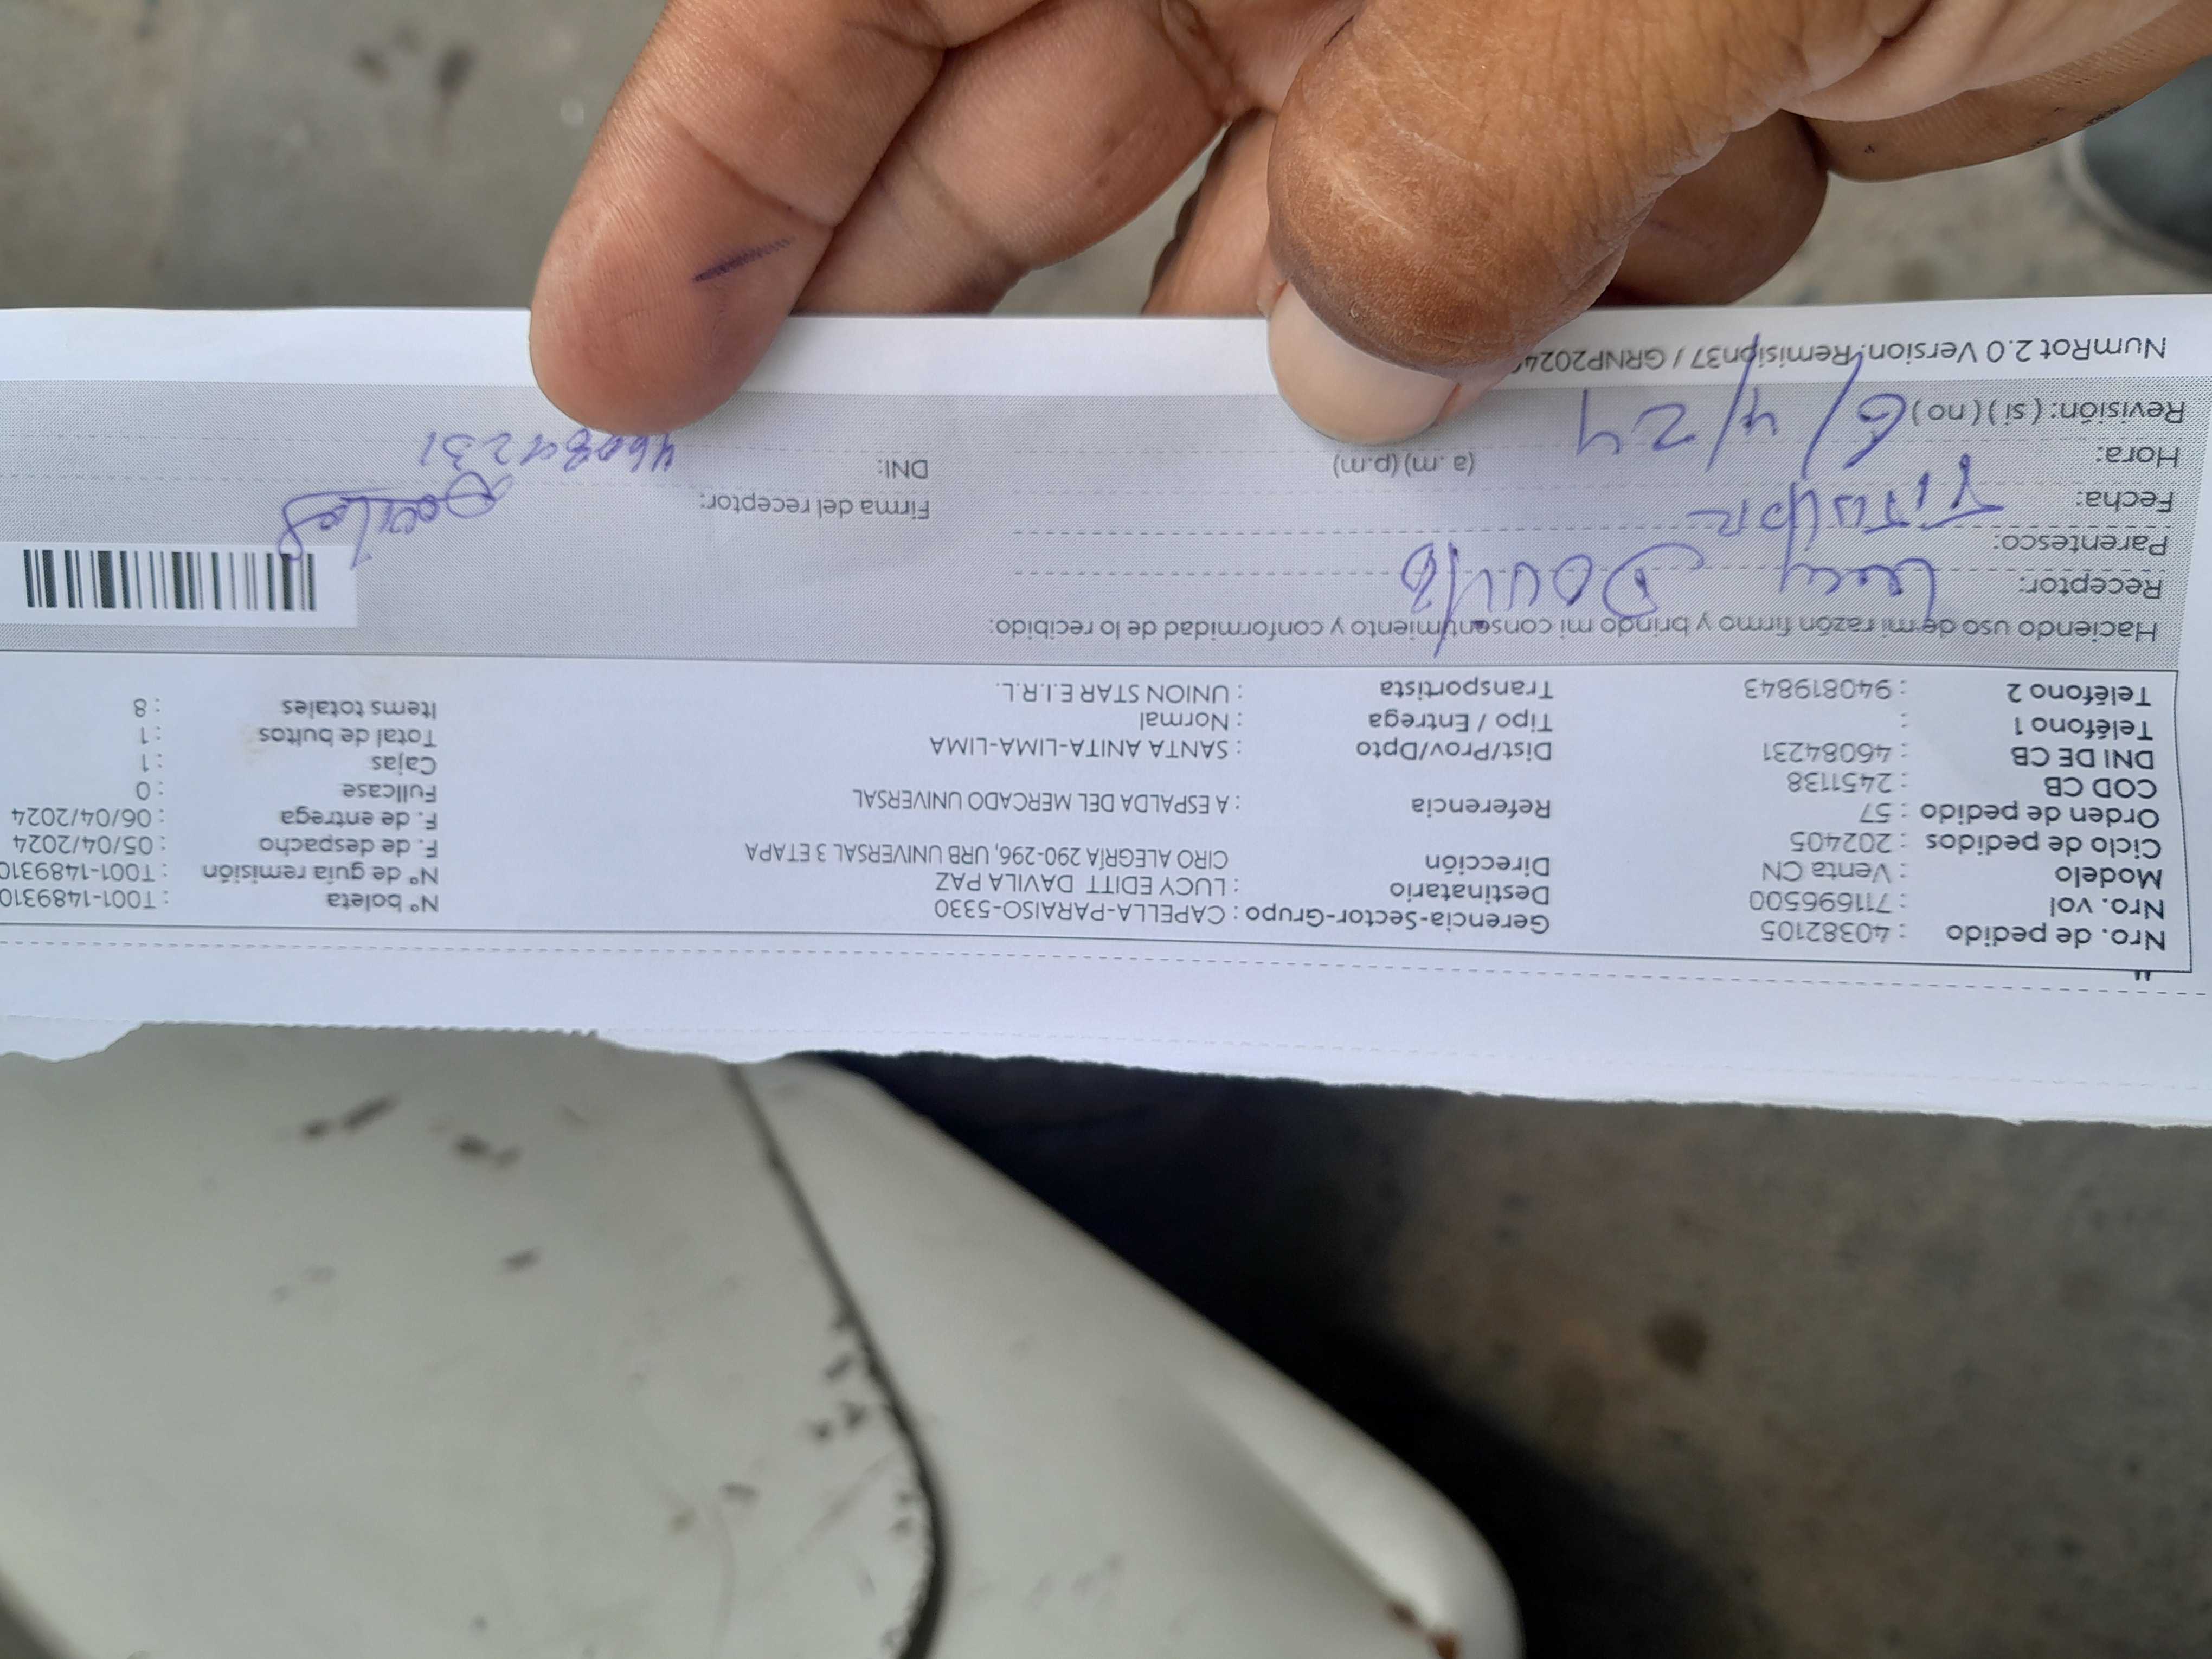 "
Nro. de pedido : 40382105 Gerencia-Sector-Grupo : CAPELLA-PARAISO-5330 N° boleta : T001-1489310
Nro. vol : 711696500 Destinatario : LUCY EDITT DAVILA PAZ N° de guía remisión : T001-1489310
Modelo : Venta CN Dirección CIRO ALEGRÍA 290-296, URB UNIVERSAL 3 ETAPA F. de despacho : 05/04/2024
Ciclo de pedidos : 202405 F. de entrega : 06/04/2024
Orden de pedido : 57 Referencia : A ESPALDA DEL MERCADO UNIVERSAL Fullcase : 0
COD CB : 2451138 Cajas : 1
DNI DE CB : 46084231 Dist/Prov/Dpto : SANTA ANITA-LIMA-LIMA Total de bultos : 1
Teléfono 1 : Tipo / Entrega : Normal Items totales : 8
Teléfono 2 : 940819843 Transportista : UNION STAR E.I.R.L.
Haciendo uso de mi razón firmo y brindo mi consentimiento y conformidad de lo recibido:
Receptor: Lucy
Parentesco: Titular
Fecha: 6/4/24 Firma del receptor:
Hora: (a .m) (p.m) DNI:
Revisión: ( si ) ( no )
NumRot 2.0 Version: Remision37 / GRNP2024